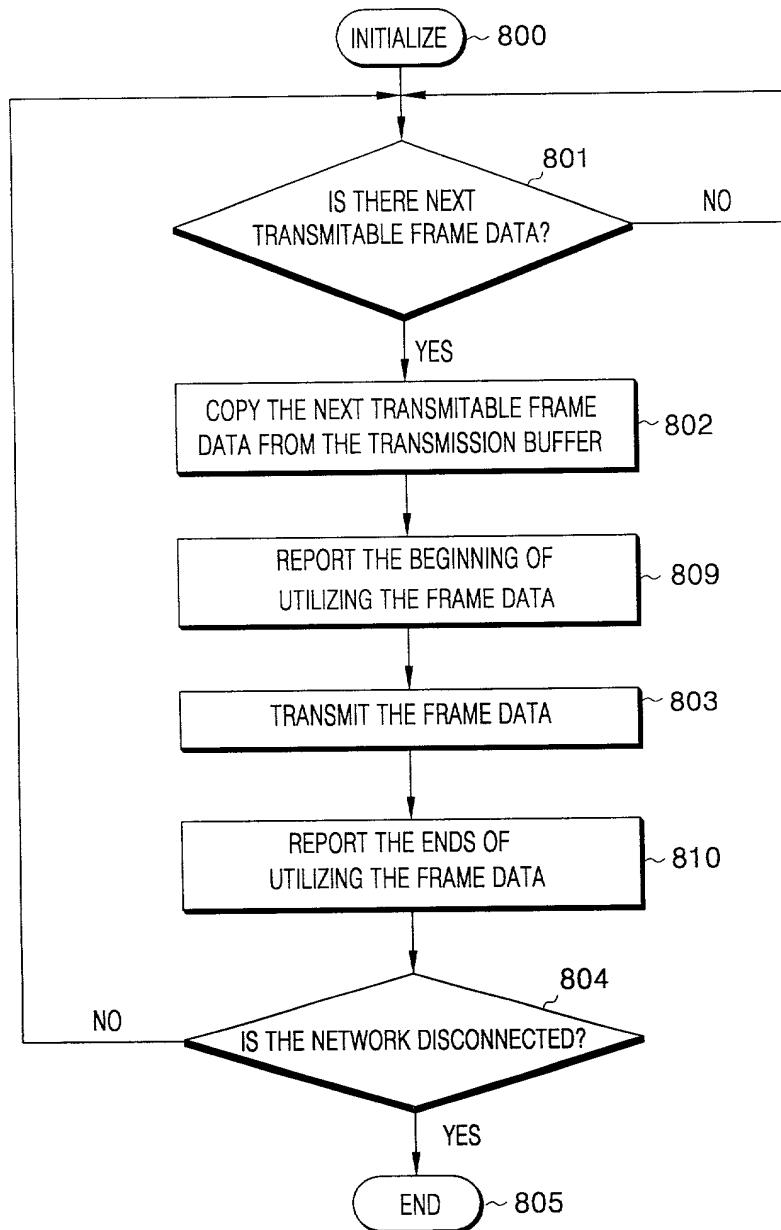 INITIALIZE
800
801
IS THERE NEXT
TRANSMITABLE FRAME DATA?
NO
YES
COPY THE NEXT TRANSMITABLE FRAME
DATA FROM THE TRANSMISSION BUFFER
802
REPORT THE BEGINNING OF
UTILIZING THE FRAME DATA
809
TRANSMIT THE FRAME DATA
803
REPORT THE ENDS OF
UTILIZING THE FRAME DATA
810
804
NO
IS THE NETWORK DISCONNECTED?
YES
END
805